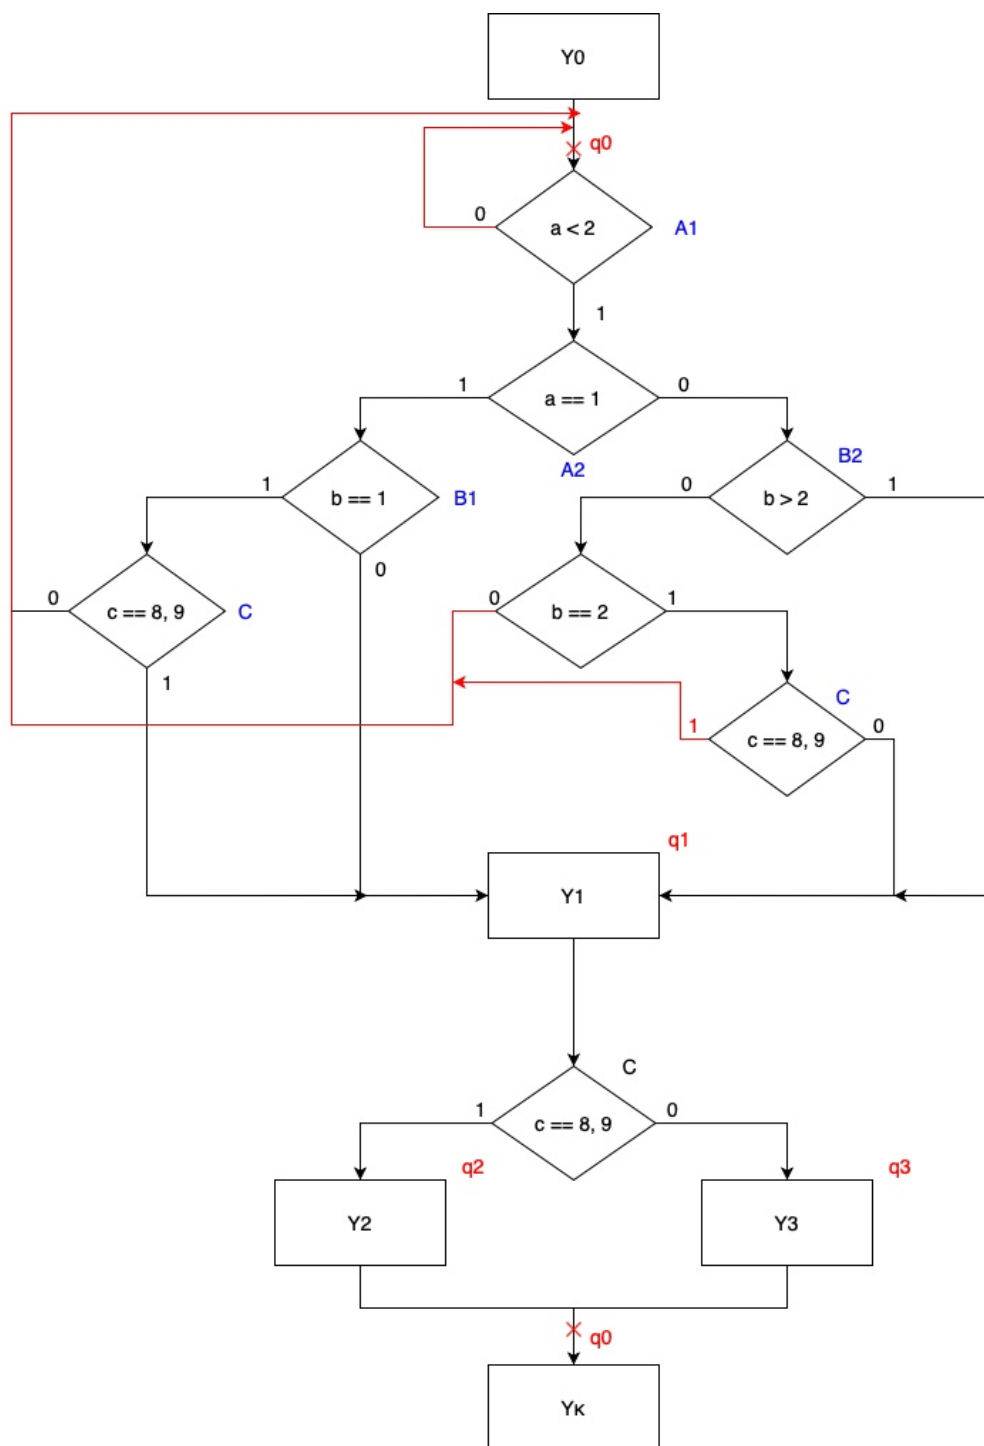 Y0
q0
0
a < 2
A1
1
1
a == 1
0
A2
B2
1
b == 1
B1
0
b > 2
1
0
0
c == 8, 9
C
0
b == 2
1
1
C
1
c == 8, 9
0
q1
Y1
C
1
c == 8, 9
0
q2
q3
Y2
Y3
q0
Yк